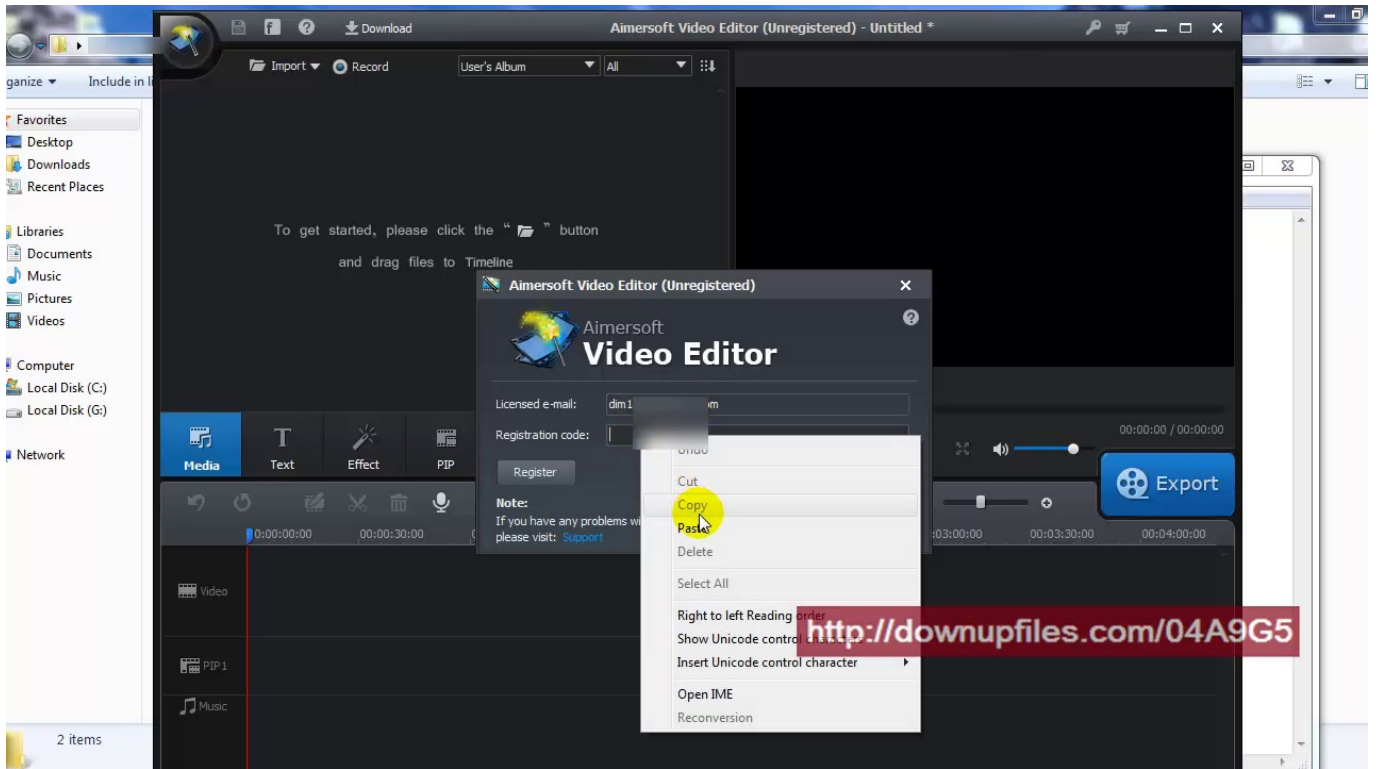 Download
Aimersoft Video Editor (Unregistered) - Untitled *
Import
Record
User's Album
All
ganize
Include in li
Favorites
Desktop
Downloads
Recent Places
Libraries
Documents
Music
Pictures
Videos
Computer
Local Disk (C:)
Local Disk (G:)
Network
2 items
To get started, please click the " " button
and drag files to Timeline
Aimersoft Video Editor (Unregistered)
Aimersoft
Video Editor
Licensed e-mail: dim1 om
Registration code:
Register
Note:
If you have any problems wi
please visit: Support
Undo
Cut
Copy
Paste
Delete
Select All
Right to left Reading order
Show Unicode control characters
Insert Unicode control character
Open IME
Reconversion
http://downupfiles.com/04A9G5
Media
Text
Effect
PIP
00:00:00 / 00:00:00
Export
0:00:00:00
00:00:30:00
:03:00:00
00:03:30:00
00:04:00:00
Video
PIP1
Music